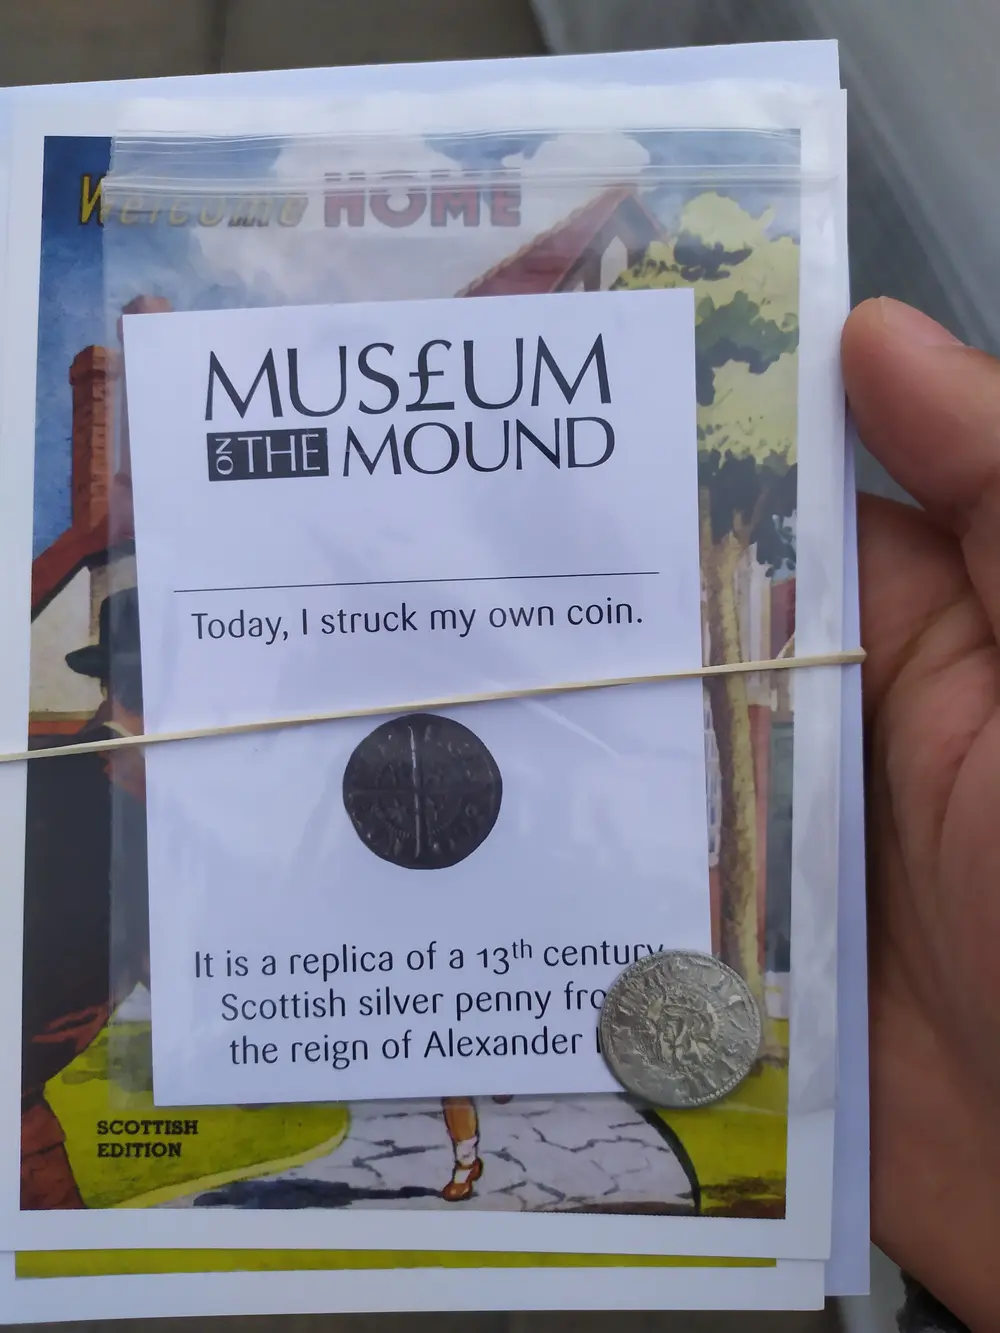 Welcome HOME
MUS£UM
ON THE MOUND
Today, I struck my own coin.
It is a replica of a 13th century
Scottish silver penny fro
the reign of Alexander I
SCOTTISH
EDITION